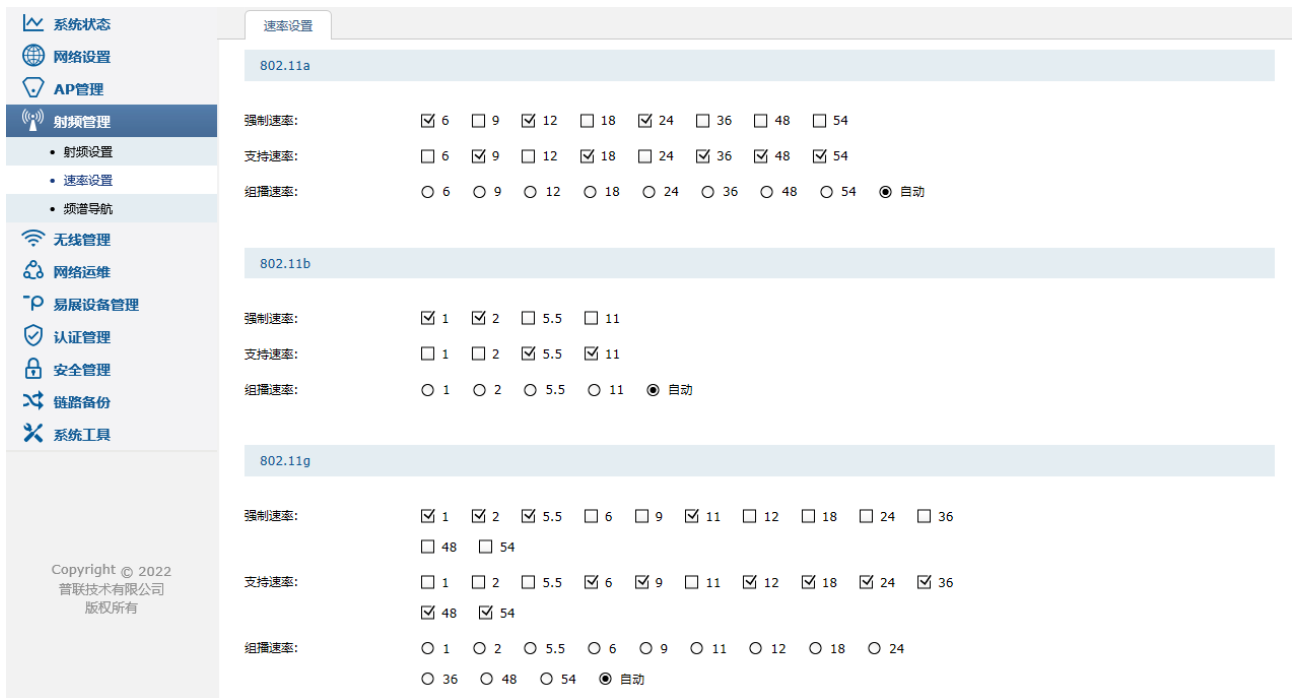 系统状态
网络设置
AP管理
射频管理
• 射频设置
• 速率设置
• 频谱导航
无线管理
网络运维
易展设备管理
认证管理
安全管理
链路备份
系统工具
Copyright © 2022
普联技术有限公司
版权所有
速率设置
802.11a
强制速率: 6 9 12 18 24 36 48 54
支持速率: 6 9 12 18 24 36 48 54
组播速率: 6 9 12 18 24 36 48 54 自动
802.11b
强制速率: 1 2 5.5 11
支持速率: 1 2 5.5 11
组播速率: 1 2 5.5 11 自动
802.11g
强制速率: 1 2 5.5 6 9 11 12 18 24 36
48 54
支持速率: 1 2 5.5 6 9 11 12 18 24 36
48 54
组播速率: 1 2 5.5 6 9 11 12 18 24
36 48 54 自动